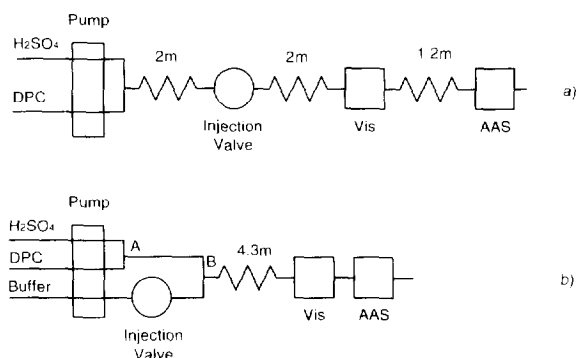 Pump
H2SO4
DPC
2m
2m
1.2m
Injection
Valve
Vis
AAS
a)
Pump
H2SO4
DPC
Buffer
A
B
4.3m
Injection
Valve
Vis
AAS
b)